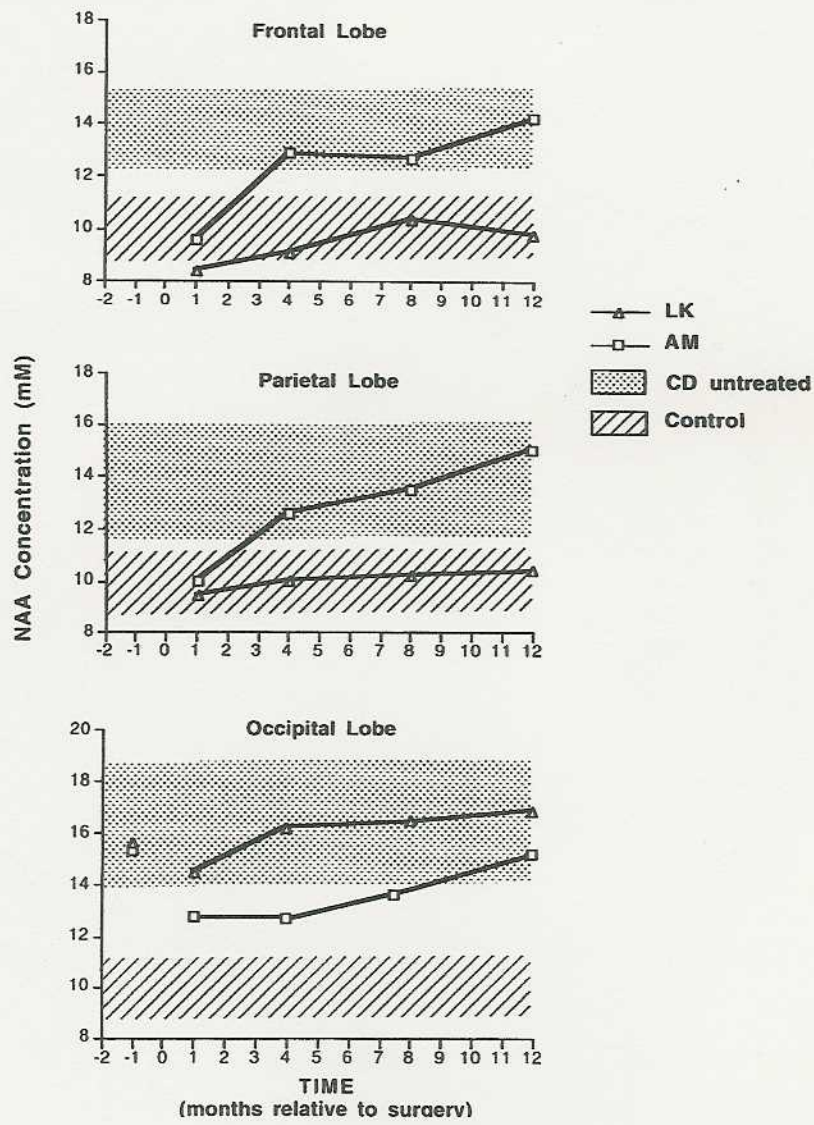 Frontal Lobe
18
16
14
12
10
8
-2 -1 0 1 2 3 4 5 6 7 8 9 10 11 12
LK
AM
CD untreated
Control
NAA Concentration (mM)
Parietal Lobe
18
16
14
12
10
8
-2 -1 0 1 2 3 4 5 6 7 8 9 10 11 12
Occipital Lobe
20
18
16
14
12
10
8
-2 -1 0 1 2 3 4 5 6 7 8 9 10 11 12
TIME
(months relative to surgery)